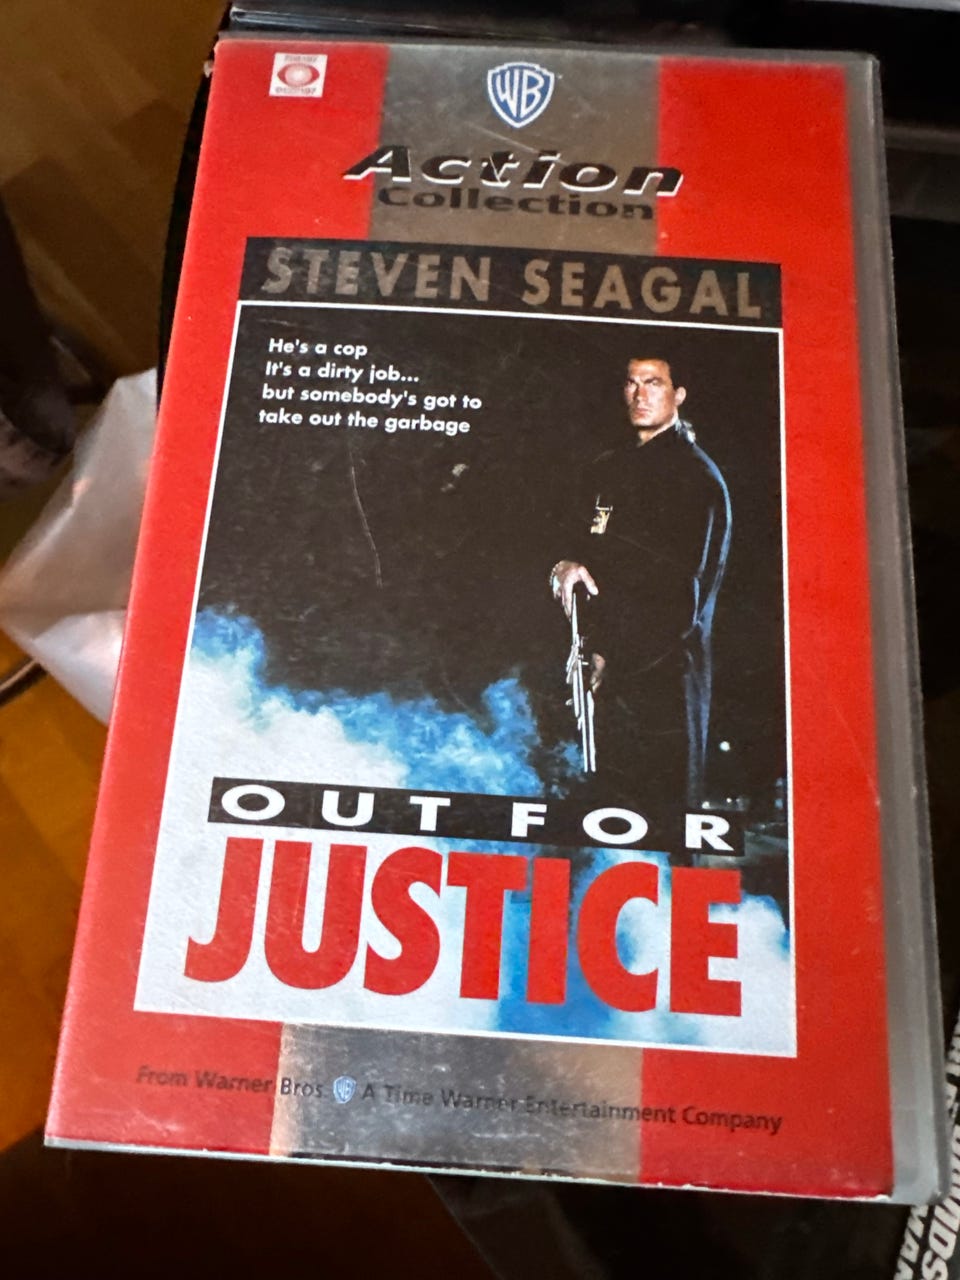 WB
Action
Collection
STEVEN SEAGAL
He's a cop
It's a dirty job...
but somebody's got to
take out the garbage
OUT FOR
JUSTICE
From Warner Bros. WB A Time Warner Entertainment Company